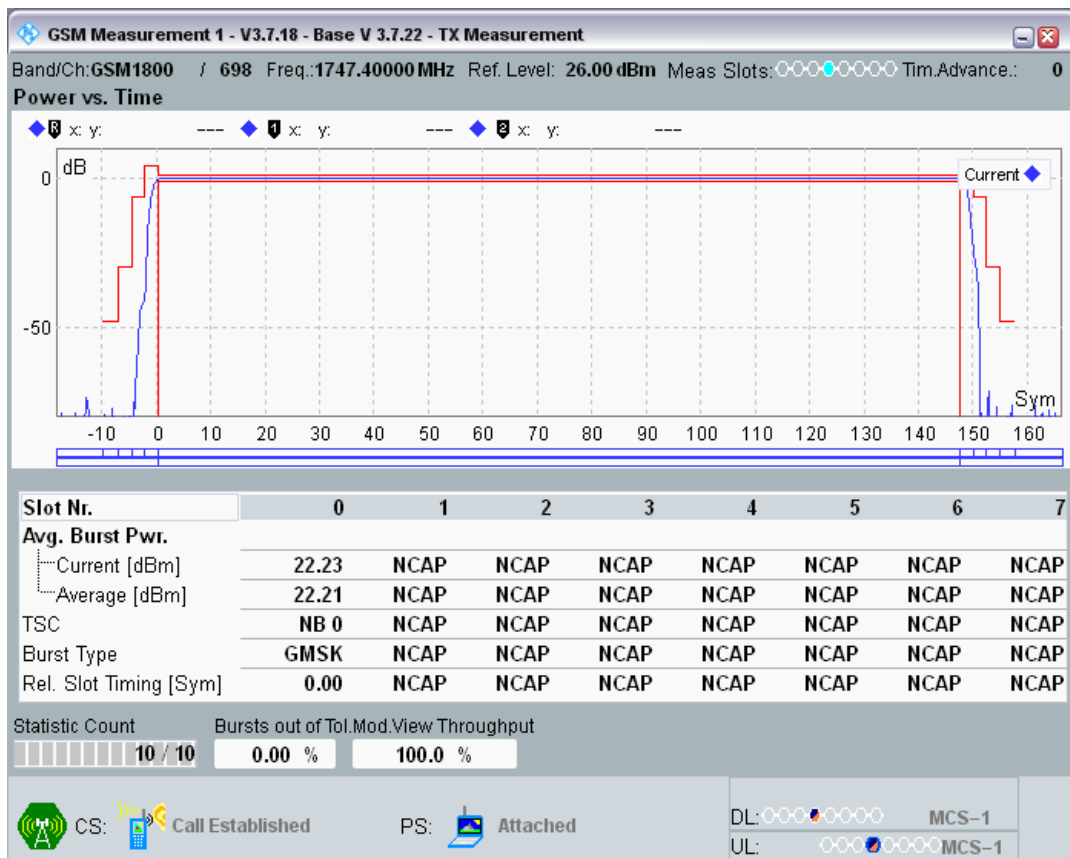 GSM Measurement 1 - V3.7.18 - Base V 3.7.22 - TX Measurement
Band/Ch:GSM1800 / 698 Freq.:1747.40000 MHz Ref. Level: 26.00 dBm Meas Slots: Tim.Advance.: 0
Power vs. Time
R x: y: --- 1 x: y: --- 2 x: y: ---
dB
Current
0
-50
Sym
-10 0 10 20 30 40 50 60 70 80 90 100 110 120 130 140 150 160
Slot Nr. 0 1 2 3 4 5 6 7
Avg. Burst Pwr.
Current [dBm] 22.23 NCAP NCAP NCAP NCAP NCAP NCAP NCAP
Average [dBm] 22.21 NCAP NCAP NCAP NCAP NCAP NCAP NCAP
TSC NB 0 NCAP NCAP NCAP NCAP NCAP NCAP NCAP
Burst Type GMSK NCAP NCAP NCAP NCAP NCAP NCAP NCAP
Rel. Slot Timing [Sym] 0.00 NCAP NCAP NCAP NCAP NCAP NCAP NCAP
Statistic Count Bursts out of Tol.Mod.View Throughput
10 / 10 0.00 % 100.0 %
CS: Call Established PS: Attached
DL: MCS-1
UL: MCS-1